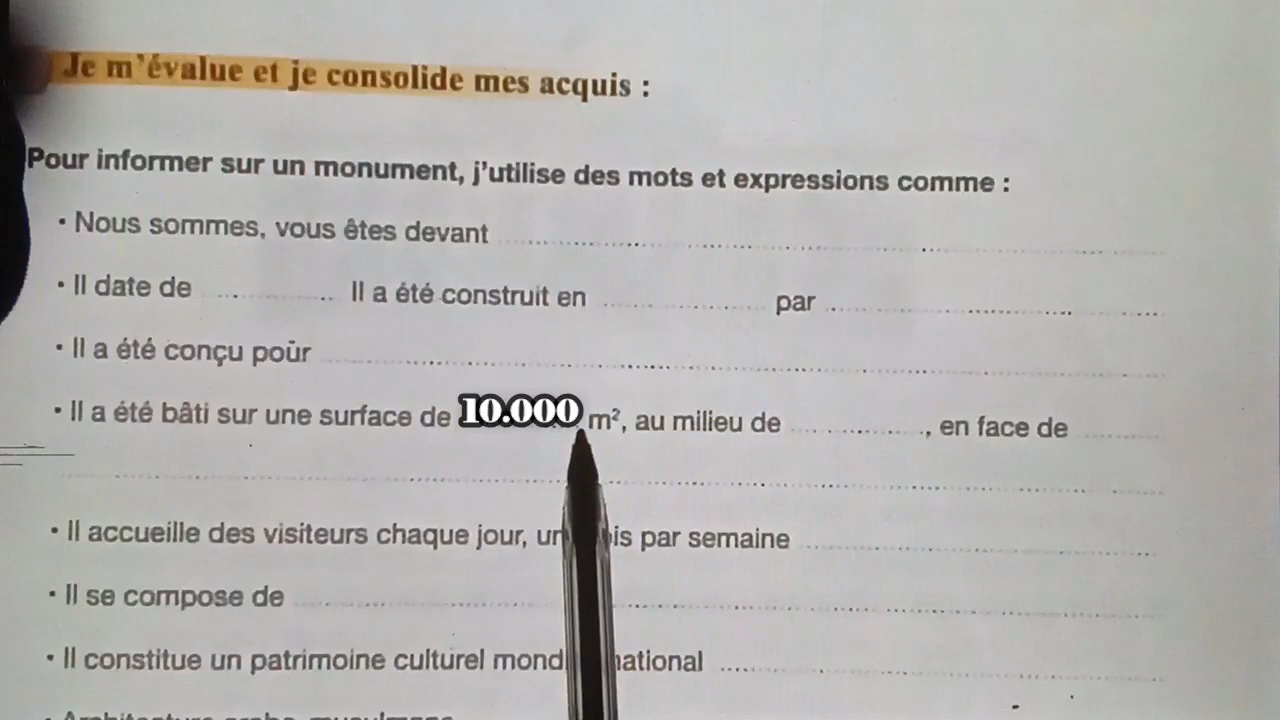 Je m'évalue et je consolide mes acquis :
Pour informer sur un monument, j'utilise des mots et expressions comme :
• Nous sommes, vous êtes devant ........................
• Il date de .............. Il a été construit en .................... par ........................
• Il a été conçu pour ........................
• Il a été bâti sur une surface de 10.000 m², au milieu de ................, en face de ..........
........................
• Il accueille des visiteurs chaque jour, par semaine ........................
• Il se compose de ........................
• Il constitue un patrimoine culturel national ........................